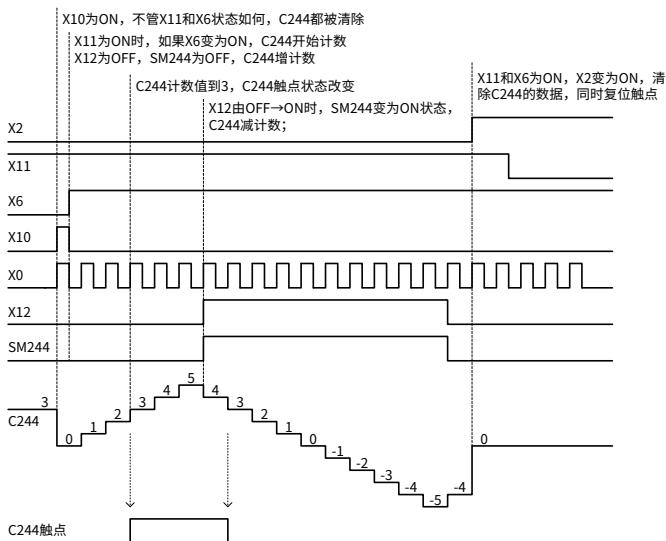 X10为ON，不管X11和X6状态如何，C244都被清除
X11为ON时，如果X6变为ON，C244开始计数
X12为OFF，SM244为OFF，C244增计数
C244计数值到3，C244触点状态改变
X12由OFF→ON时，SM244变为ON状态，
C244减计数；
X11和X6为ON，X2变为ON，清
除C244的数据，同时复位触点
X2
X11
X6
X10
X0
X12
SM244
C244
3
0
1
2
3
4
5
4
3
2
1
0
-1
-2
-3
-4
-5
-4
0
C244触点